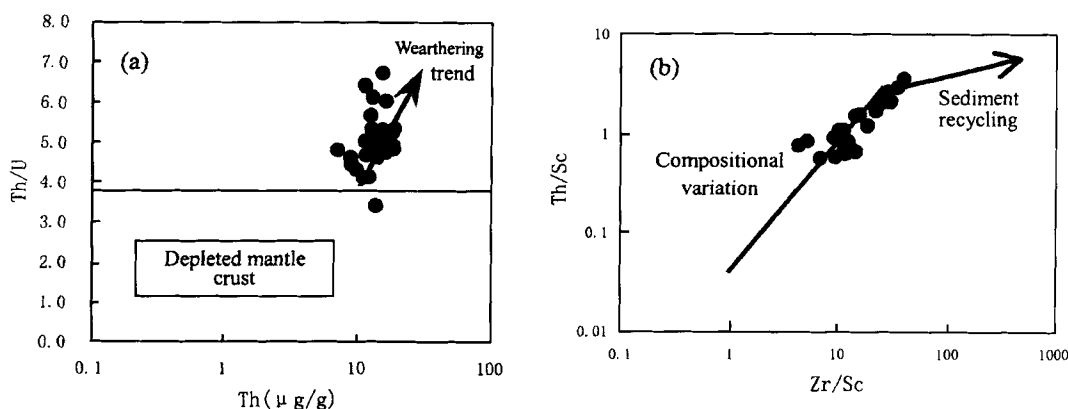 (a)
Wearthering
trend
Depleted mantle
crust
Th/U
8.0
7.0
6.0
5.0
4.0
3.0
2.0
1.0
0.0
0.1
1
10
100
Th(μg/g)
(b)
Sediment
recycling
Compositional
variation
Th/Sc
10
1
0.1
0.01
0.1
1
10
100
1000
Zr/Sc